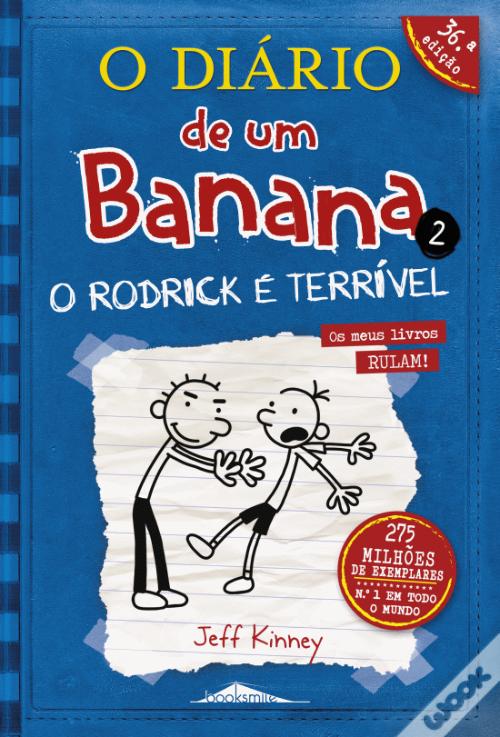 36.ª
edição
O DIÁRIO
de um
Banana
2
O RODRICK É TERRÍVEL
Os meus livros
RULAM!
275
MILHÕES
DE EXEMPLARES
N.º 1 EM TODO
O MUNDO
Jeff Kinney
booksmile
wook